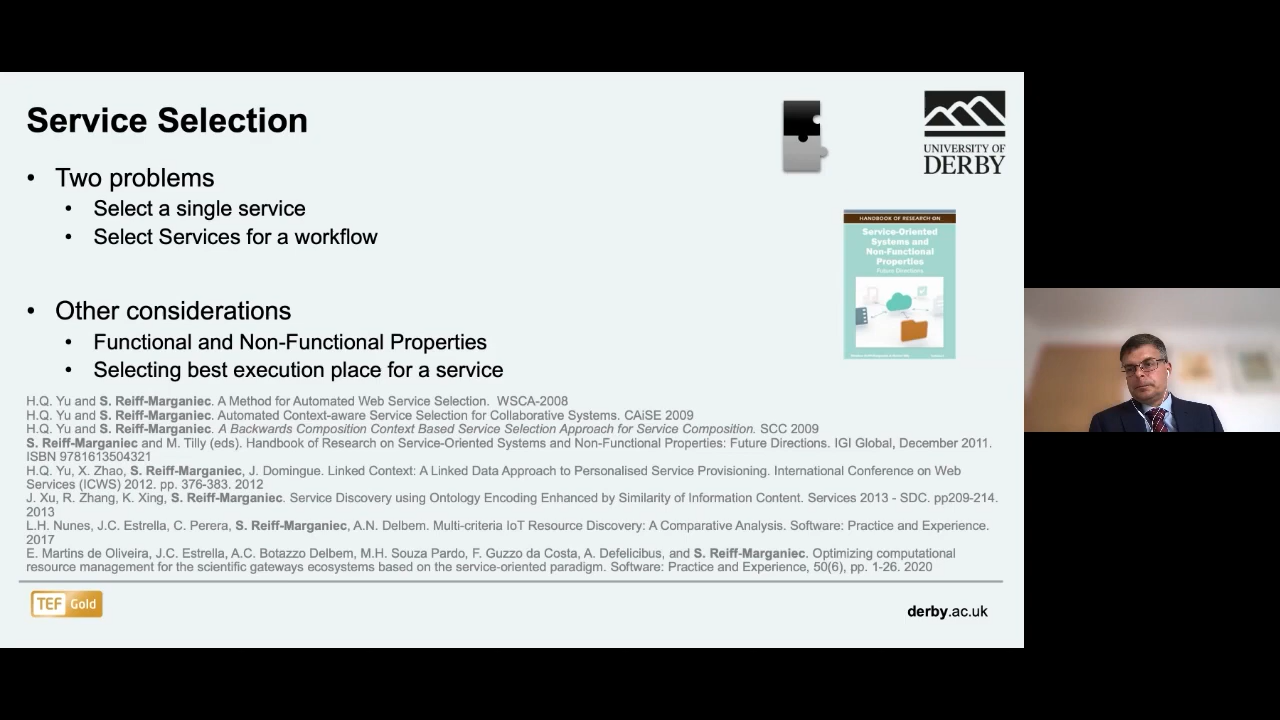 Service Selection
UNIVERSITY OF
DERBY
• Two problems
• Select a single service
• Select Services for a workflow
HANDBOOK OF RESEARCH ON
Service-Oriented
Systems and
Non-Functional
Properties
Future Directions
• Other considerations
• Functional and Non-Functional Properties
• Selecting best execution place for a service
H.Q. Yu and S. Reiff-Marganiec. A Method for Automated Web Service Selection. WSCA-2008
H.Q. Yu and S. Reiff-Marganiec. Automated Context-aware Service Selection for Collaborative Systems. CAiSE 2009
H.Q. Yu and S. Reiff-Marganiec. A Backwards Composition Context Based Service Selection Approach for Service Composition. SCC 2009
S. Reiff-Marganiec and M. Tilly (eds). Handbook of Research on Service-Oriented Systems and Non-Functional Properties: Future Directions. IGI Global, December 2011.
ISBN 9781613504321
H.Q. Yu, X. Zhao, S. Reiff-Marganiec, J. Domingue. Linked Context: A Linked Data Approach to Personalised Service Provisioning. International Conference on Web
Services (ICWS) 2012. pp. 376-383. 2012
J. Xu, R. Zhang, K. Xing, S. Reiff-Marganiec. Service Discovery using Ontology Encoding Enhanced by Similarity of Information Content. Services 2013 - SDC. pp209-214.
2013
L.H. Nunes, J.C. Estrella, C. Perera, S. Reiff-Marganiec, A.N. Delbem. Multi-criteria IoT Resource Discovery: A Comparative Analysis. Software: Practice and Experience.
2017
E. Martins de Oliveira, J.C. Estrella, A.C. Botazzo Delbem, M.H. Souza Pardo, F. Guzzo da Costa, A. Defelicibus, and S. Reiff-Marganiec. Optimizing computational
resource management for the scientific gateways ecosystems based on the service-oriented paradigm. Software: Practice and Experience, 50(6), pp. 1-26. 2020
TEF Gold
derby.ac.uk